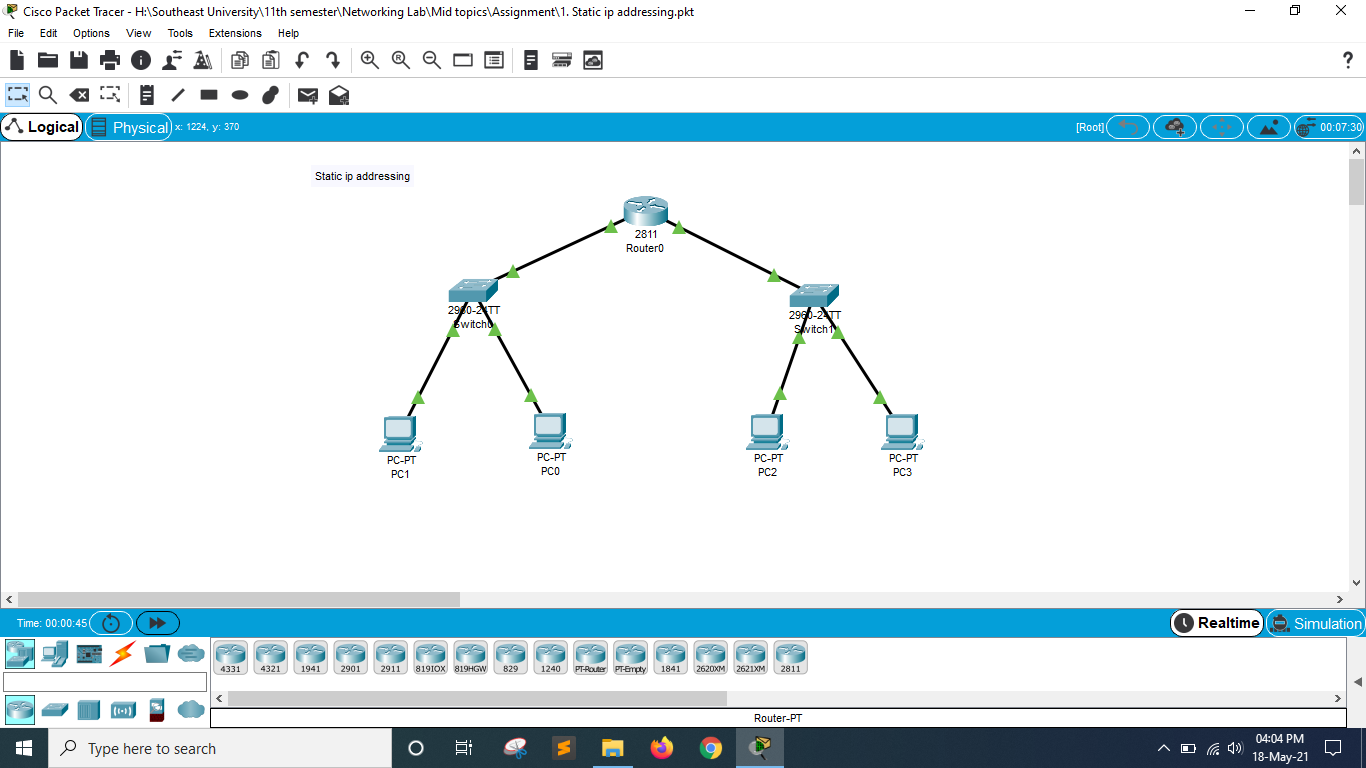 Cisco Packet Tracer - H:\Southeast University\11th semester\Networking Lab\Mid topics\Assignment\1. Static ip addressing.pkt
File Edit Options View Tools Extensions Help
?
Logical Physical x: 1224, y: 370 [Root] 00:07:30
Static ip addressing
2811
Router0
2960-24TT
Switch0
2960-24TT
Switch1
PC-PT
PC1
PC-PT
PC0
PC-PT
PC2
PC-PT
PC3
Time: 00:00:45 Realtime Simulation
4331 4321 1941 2901 2911 819IOX 819HGW 829 1240 PT-Router PT-Empty 1841 2620XM 2621XM 2811
Router-PT
Type here to search
04:04 PM
18-May-21